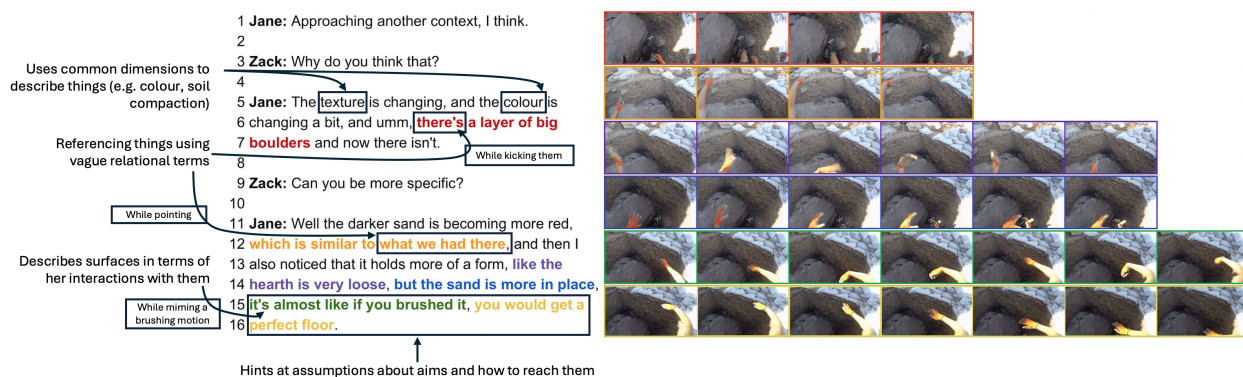 1 Jane: Approaching another context, I think.
2
3 Zack: Why do you think that?
4
5 Jane: The texture is changing, and the colour is
6 changing a bit, and umm, there's a layer of big
7 boulders and now there isn't.
8
9 Zack: Can you be more specific?
10
11 Jane: Well the darker sand is becoming more red,
12 which is similar to what we had there, and then I
13 also noticed that it holds more of a form, like the
14 hearth is very loose, but the sand is more in place,
15 it's almost like if you brushed it, you would get a
16 perfect floor.
Uses common dimensions to
describe things (e.g. colour, soil
compaction)
Referencing things using
vague relational terms
While kicking them
While pointing
Describes surfaces in terms of
her interactions with them
While miming a
brushing motion
Hints at assumptions about aims and how to reach them